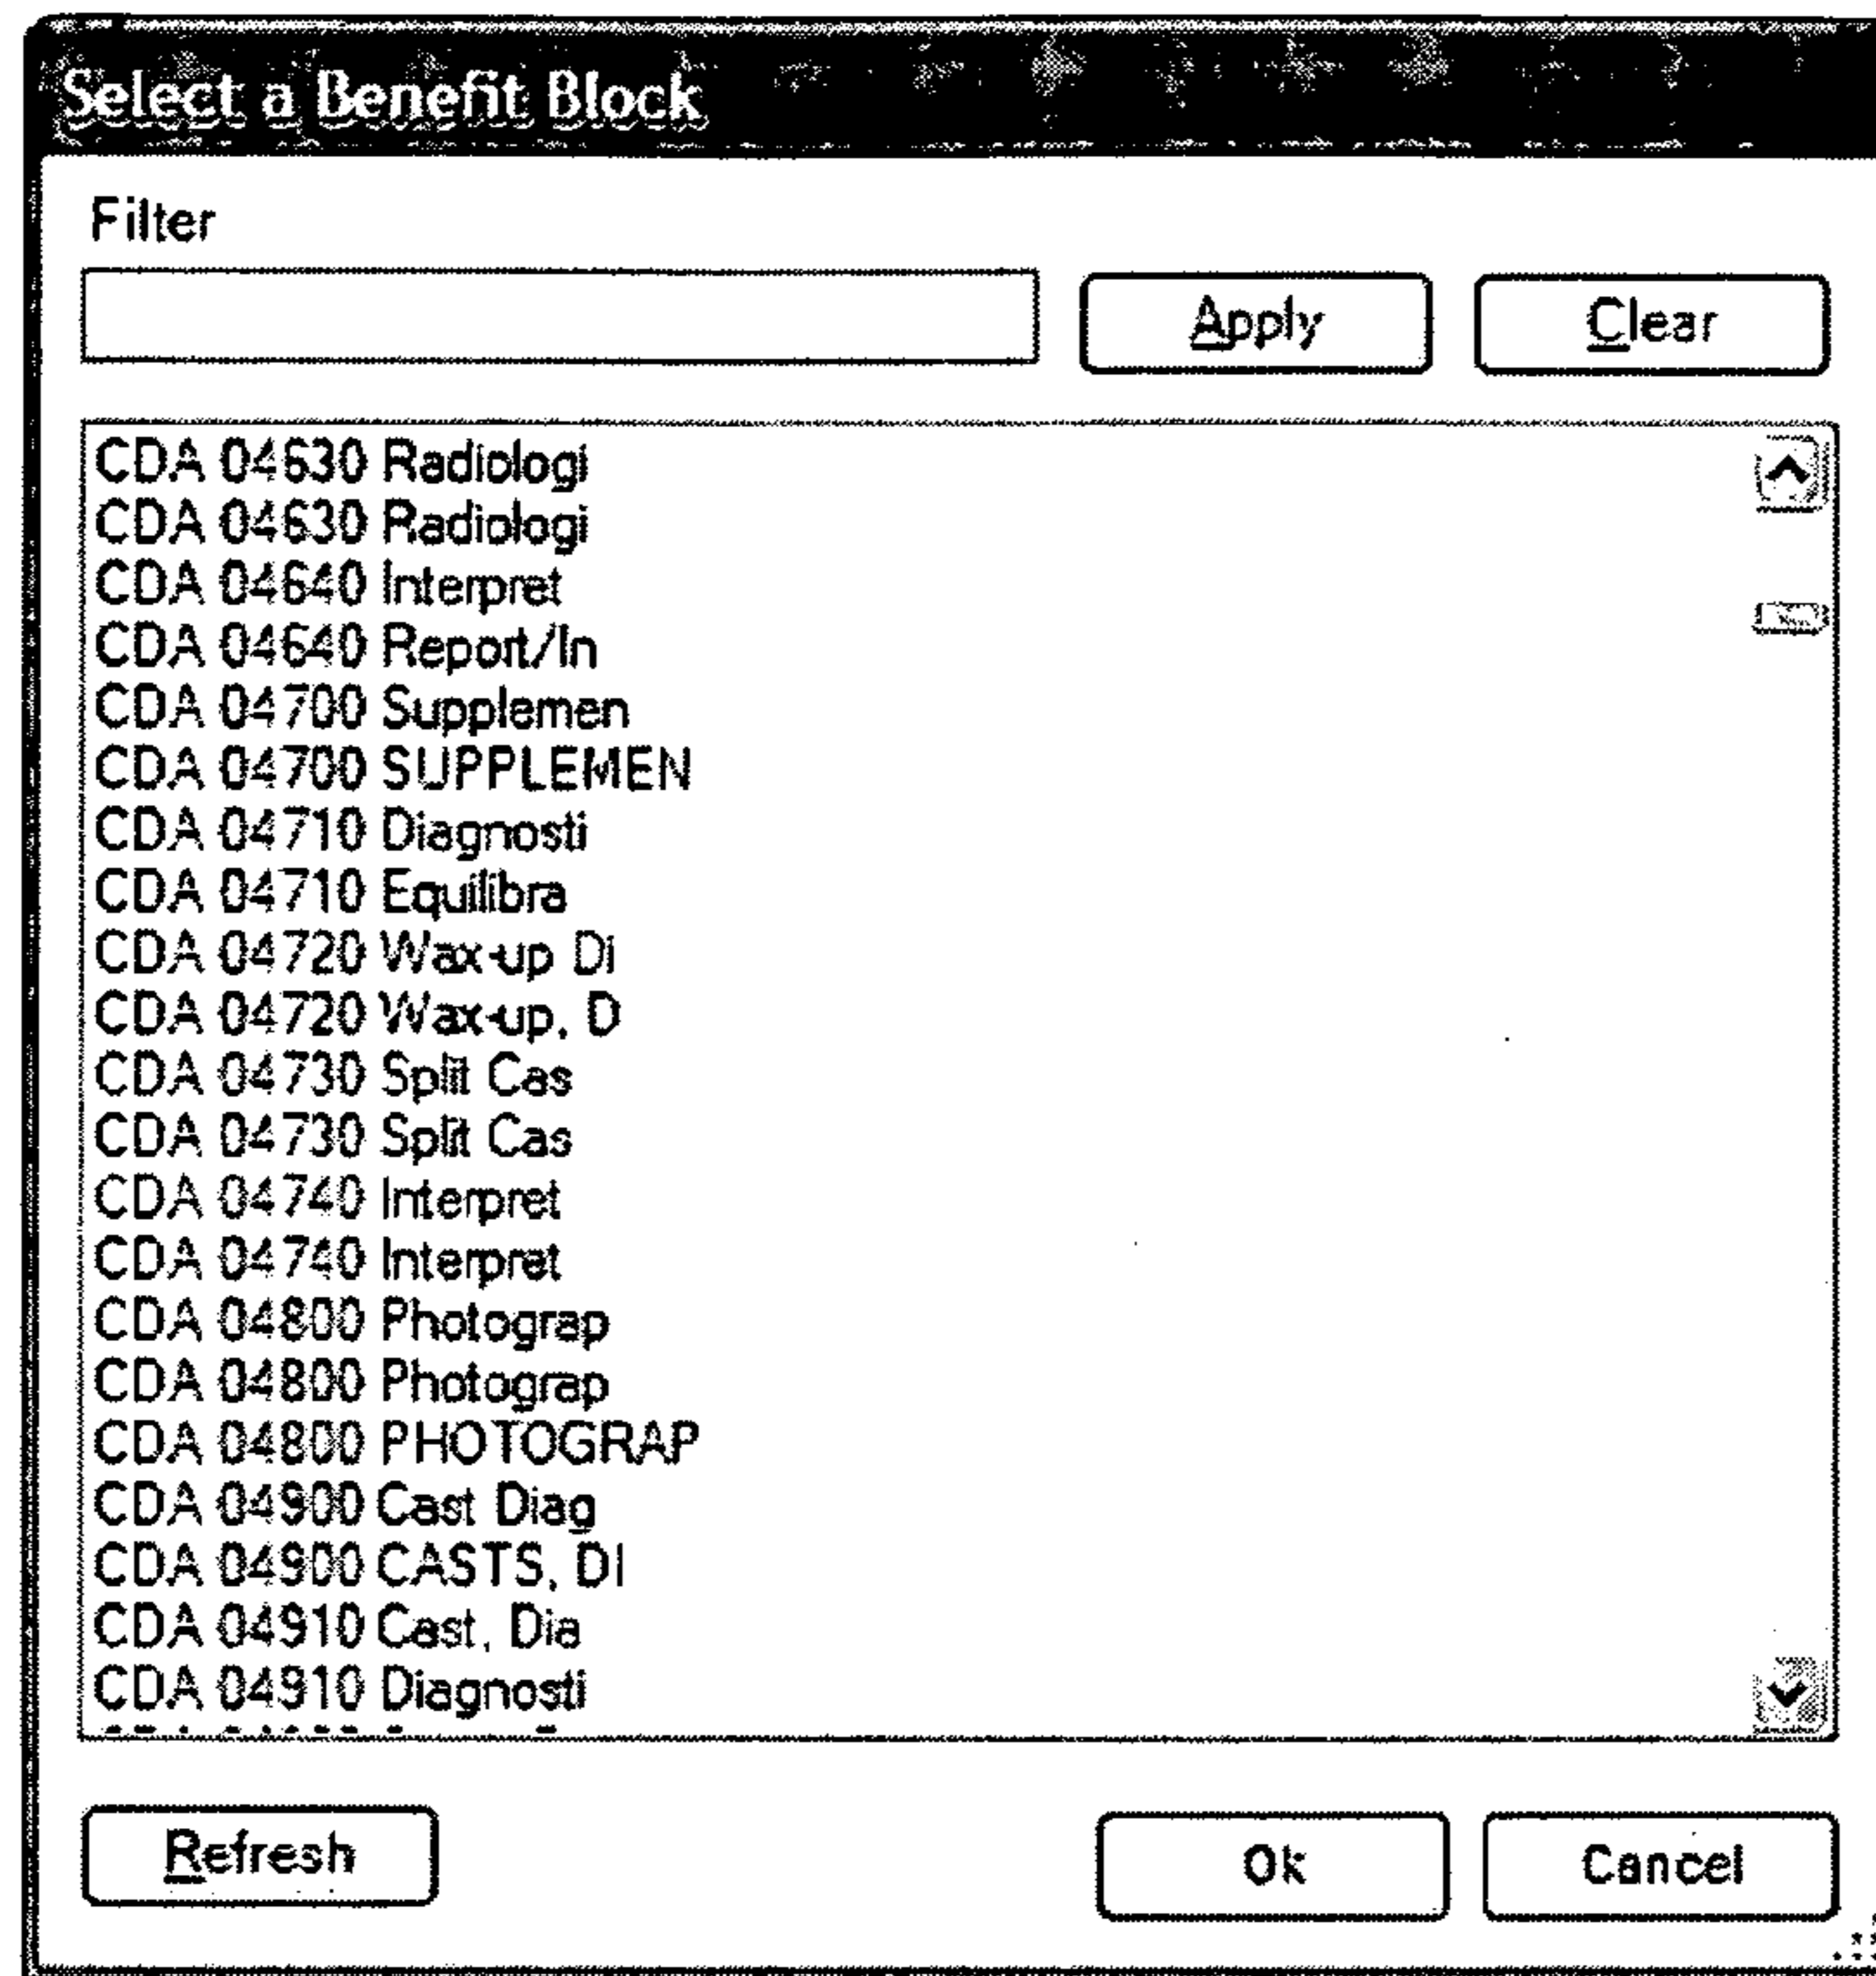 Select a Benefit Block
Filter
Apply Clear
CDA 04630 Radiologi
CDA 04630 Radiologi
CDA 04640 Interpret
CDA 04640 Report/In
CDA 04700 Supplemen
CDA 04700 SUPPLEMEN
CDA 04710 Diagnosti
CDA 04710 Equilibra
CDA 04720 Wax-up Di
CDA 04720 Wax-up, D
CDA 04730 Split Cas
CDA 04730 Split Cas
CDA 04740 Interpret
CDA 04740 Interpret
CDA 04800 Photograp
CDA 04800 Photograp
CDA 04800 PHOTOGRAP
CDA 04900 Cast Diag
CDA 04900 CASTS, DI
CDA 04910 Cast, Dia
CDA 04910 Diagnosti
Refresh Ok Cancel